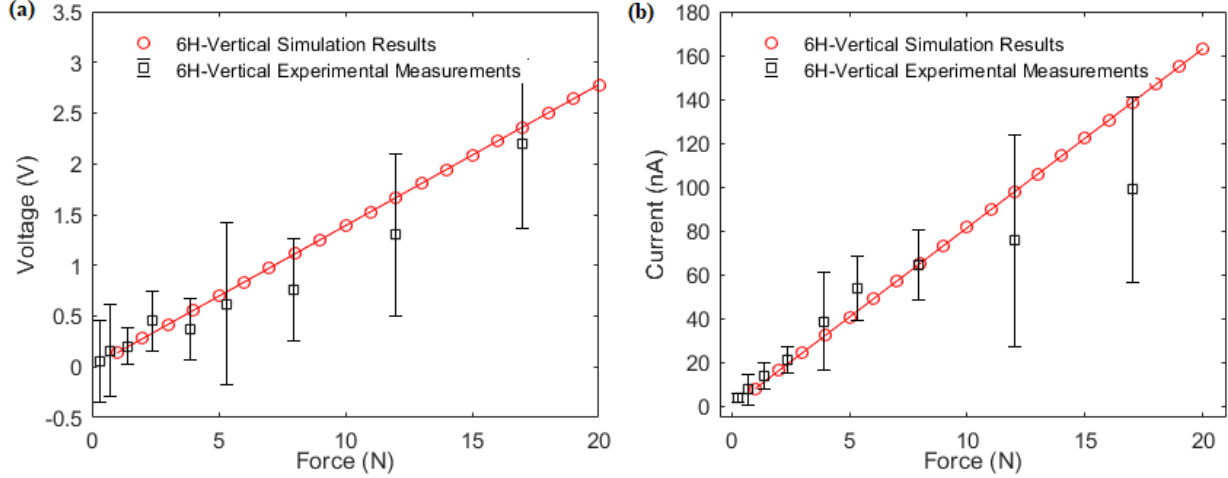 (a)
3.5
3
2.5
2
1.5
1
0.5
0
-0.5
Voltage (V)
6H-Vertical Simulation Results
6H-Vertical Experimental Measurements
0
5
10
15
20
Force (N)
(b)
180
160
140
120
100
80
60
40
20
0
Current (nA)
6H-Vertical Simulation Results
6H-Vertical Experimental Measurements
0
5
10
15
20
Force (N)